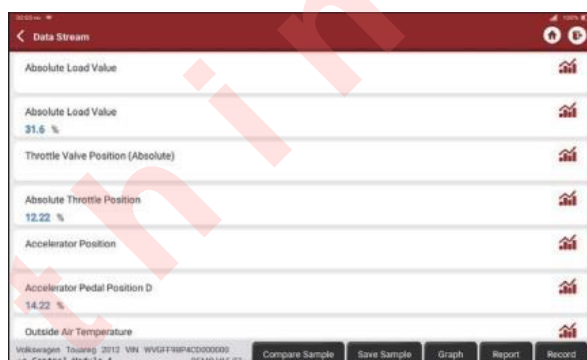 100%
Data Stream
Absolute Load Value
Absolute Load Value
31.6 %
Throttle Valve Position (Absolute)
Absolute Throttle Position
12.22 %
Accelerator Position
Accelerator Pedal Position D
14.22 %
Outside Air Temperature
Volkswagen Touareg 2012 VIN
Compare Sample
Save Sample
Graph
Report
Record
thin